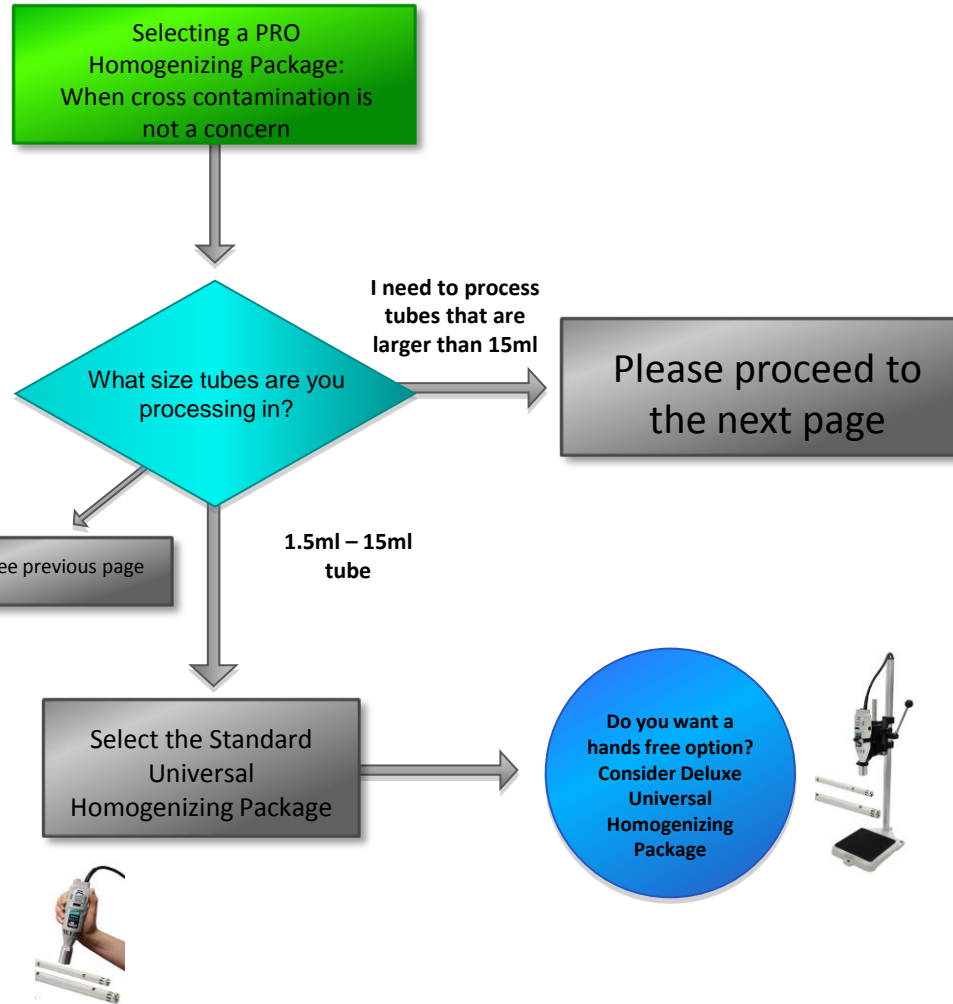 Selecting a PRO
Homogenizing Package:
When cross contamination is
not a concern
I need to process
tubes that are
larger than 15ml
What size tubes are you
processing in?
Please proceed to
the next page
ee previous page
1.5ml – 15ml
tube
Select the Standard
Universal
Homogenizing Package
Do you want a
hands free option?
Consider Deluxe
Universal
Homogenizing
Package